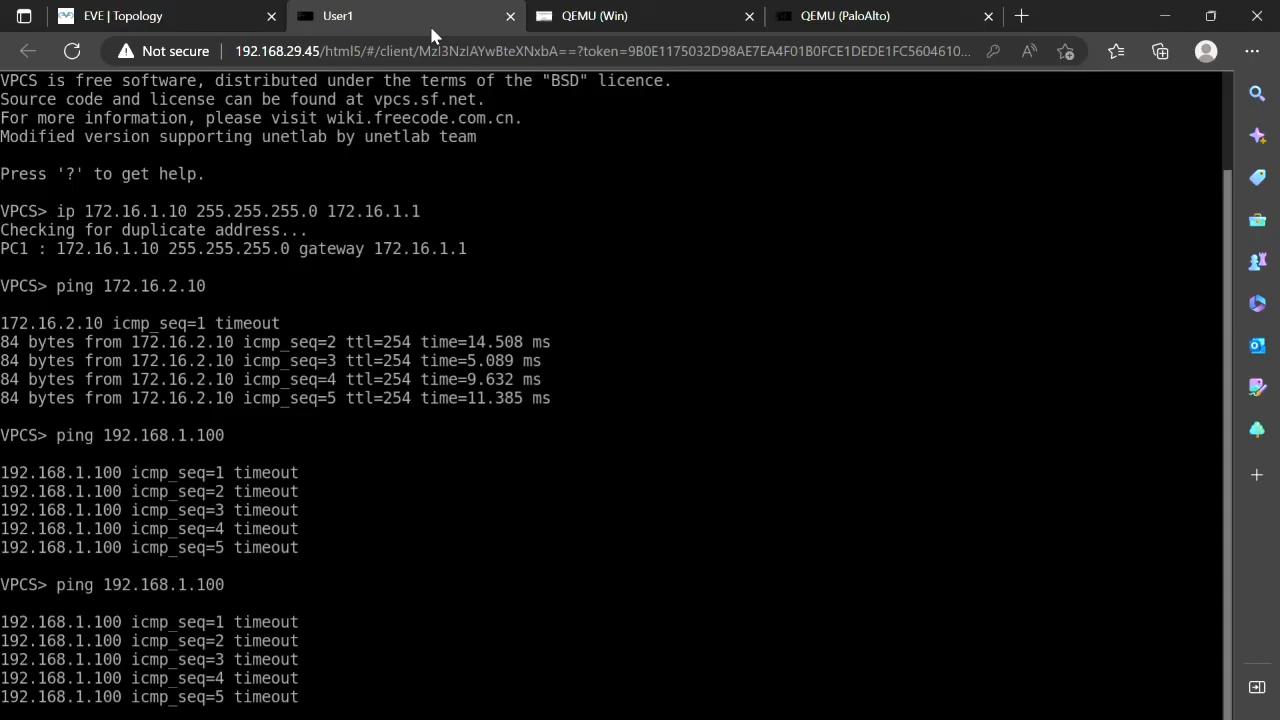 EVE | Topology
User1
QEMU (Win)
QEMU (PaloAlto)
Not secure
192.168.29.45/html5/#/client/MzI3NzIAYwBteXNxbA==?token=9B0E1175032D98AE7EA4F01B0FCE1DEDE1FC5604610...
VPCS is free software, distributed under the terms of the "BSD" licence.
Source code and license can be found at vpcs.sf.net.
For more information, please visit wiki.freecode.com.cn.
Modified version supporting unetlab by unetlab team
Press '?' to get help.
VPCS> ip 172.16.1.10 255.255.255.0 172.16.1.1
Checking for duplicate address...
PC1 : 172.16.1.10 255.255.255.0 gateway 172.16.1.1
VPCS> ping 172.16.2.10
172.16.2.10 icmp_seq=1 timeout
84 bytes from 172.16.2.10 icmp_seq=2 ttl=254 time=14.508 ms
84 bytes from 172.16.2.10 icmp_seq=3 ttl=254 time=5.089 ms
84 bytes from 172.16.2.10 icmp_seq=4 ttl=254 time=9.632 ms
84 bytes from 172.16.2.10 icmp_seq=5 ttl=254 time=11.385 ms
VPCS> ping 192.168.1.100
192.168.1.100 icmp_seq=1 timeout
192.168.1.100 icmp_seq=2 timeout
192.168.1.100 icmp_seq=3 timeout
192.168.1.100 icmp_seq=4 timeout
192.168.1.100 icmp_seq=5 timeout
VPCS> ping 192.168.1.100
192.168.1.100 icmp_seq=1 timeout
192.168.1.100 icmp_seq=2 timeout
192.168.1.100 icmp_seq=3 timeout
192.168.1.100 icmp_seq=4 timeout
192.168.1.100 icmp_seq=5 timeout